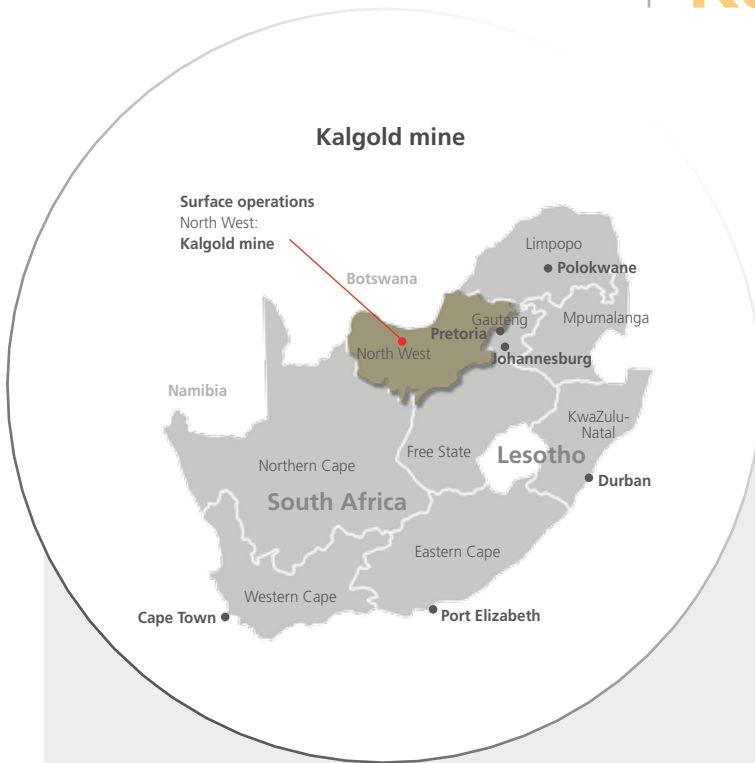 Kalgold mine
Surface operations
North West:
Kalgold mine
Limpopo
Polokwane
Botswana
Mpumalanga
Gauteng
Pretoria
North West
Johannesburg
Namibia
KwaZulu-
Natal
Free State
Lesotho
Northern Cape
Durban
South Africa
Eastern Cape
Western Cape
Cape Town
Port Elizabeth